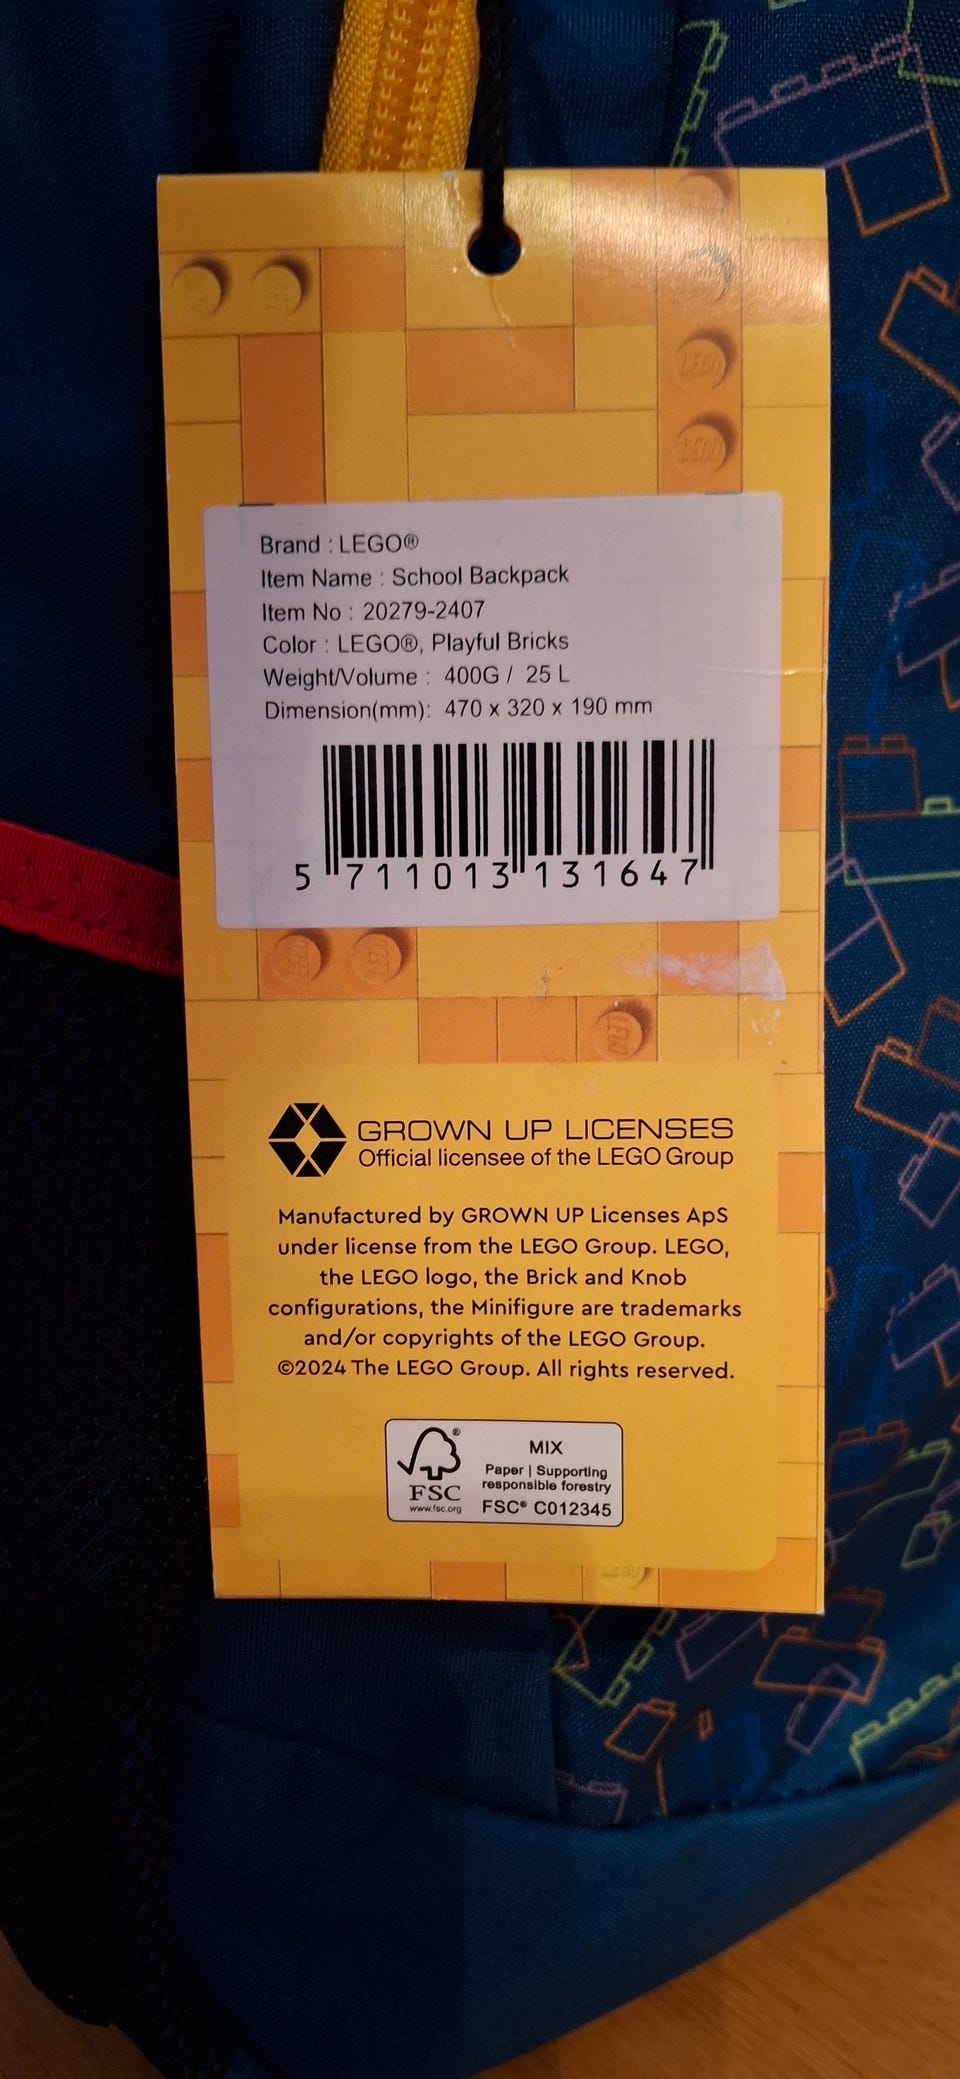 LEGO
LEGO
Brand : LEGO®
Item Name : School Backpack
Item No : 20279-2407
Color : LEGO®, Playful Bricks
Weight/Volume : 400G / 25 L
Dimension(mm): 470 x 320 x 190 mm
5 711013 131647
LEGO
GROWN UP LICENSES
Official licensee of the LEGO Group
Manufactured by GROWN UP Licenses ApS
under license from the LEGO Group. LEGO,
the LEGO logo, the Brick and Knob
configurations, the Minifigure are trademarks
and/or copyrights of the LEGO Group.
©2024 The LEGO Group. All rights reserved.
MIX
Paper | Supporting
responsible forestry
FSC® C012345
®
FSC
www.fsc.org